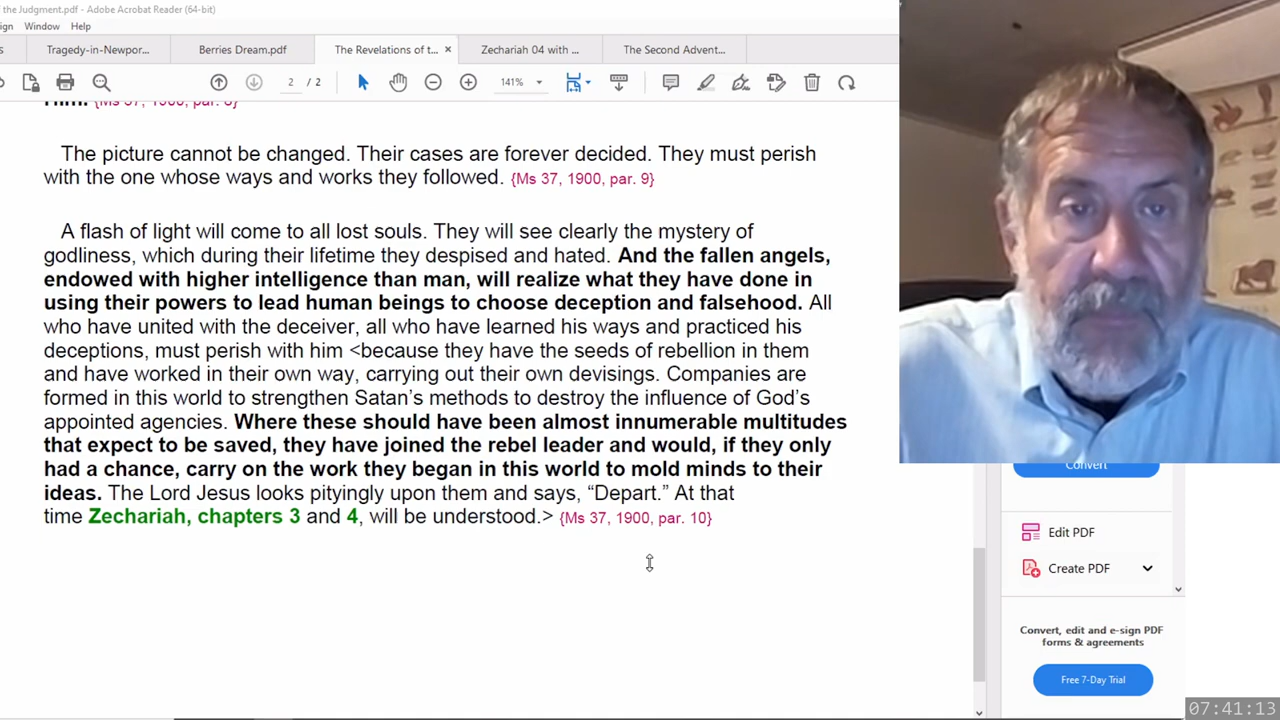 the Judgment.pdf - Adobe Acrobat Reader (64-bit)
Window Help
Tragedy-in-Newpor... Berries Dream.pdf The Revelations of t... × Zechariah 04 with ... The Second Advent...
2 / 2 141%
{Ms 37, 1900, par. 8}
The picture cannot be changed. Their cases are forever decided. They must perish
with the one whose ways and works they followed. {Ms 37, 1900, par. 9}
A flash of light will come to all lost souls. They will see clearly the mystery of
godliness, which during their lifetime they despised and hated. And the fallen angels,
endowed with higher intelligence than man, will realize what they have done in
using their powers to lead human beings to choose deception and falsehood. All
who have united with the deceiver, all who have learned his ways and practiced his
deceptions, must perish with him <because they have the seeds of rebellion in them
and have worked in their own way, carrying out their own devisings. Companies are
formed in this world to strengthen Satan's methods to destroy the influence of God's
appointed agencies. Where these should have been almost innumerable multitudes
that expect to be saved, they have joined the rebel leader and would, if they only
had a chance, carry on the work they began in this world to mold minds to their
ideas. The Lord Jesus looks pityingly upon them and says, “Depart.” At that
time Zechariah, chapters 3 and 4, will be understood.> {Ms 37, 1900, par. 10}
Convert
Edit PDF
Create PDF
Convert, edit and e-sign PDF
forms & agreements
Free 7-Day Trial
07:41:13